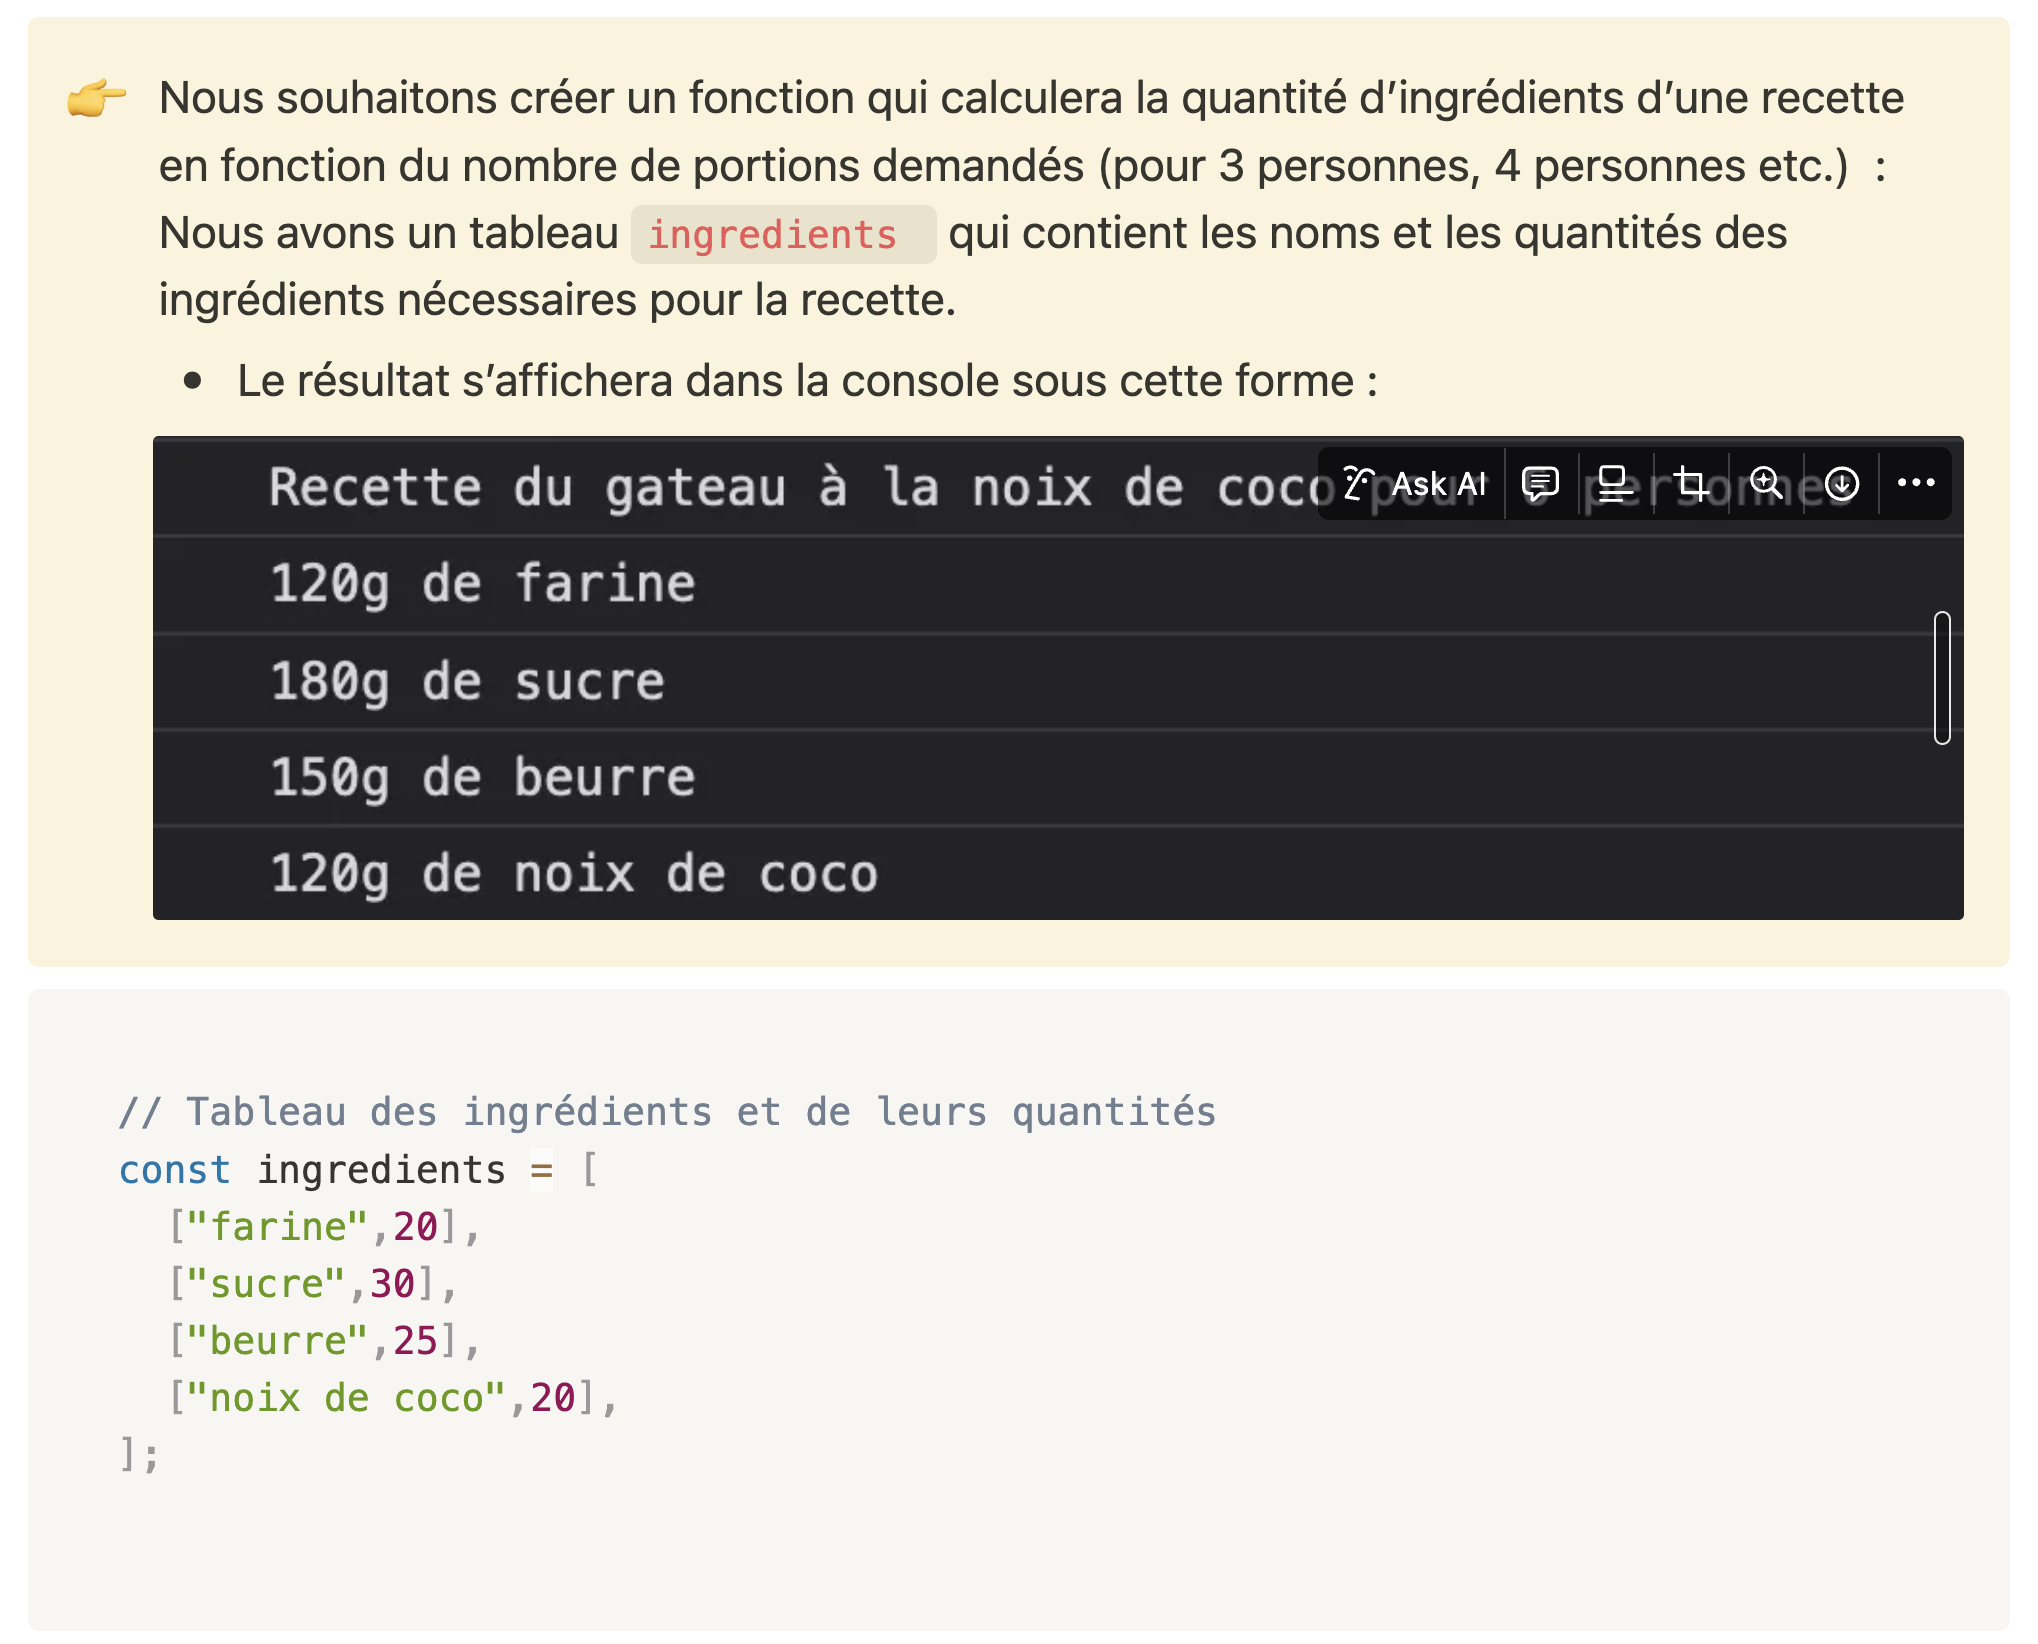 👉 Nous souhaitons créer un fonction qui calculera la quantité d’ingrédients d’une recette
en fonction du nombre de portions demandés (pour 3 personnes, 4 personnes etc.)  :
Nous avons un tableau ingredients qui contient les noms et les quantités des
ingrédients nécessaires pour la recette.
• Le résultat s’affichera dans la console sous cette forme :
Recette du gateau à la noix de coco pour 6 personnes
Ask AI
120g de farine
180g de sucre
150g de beurre
120g de noix de coco
// Tableau des ingrédients et de leurs quantités
const ingredients = [
["farine",20],
["sucre",30],
["beurre",25],
["noix de coco",20],
];